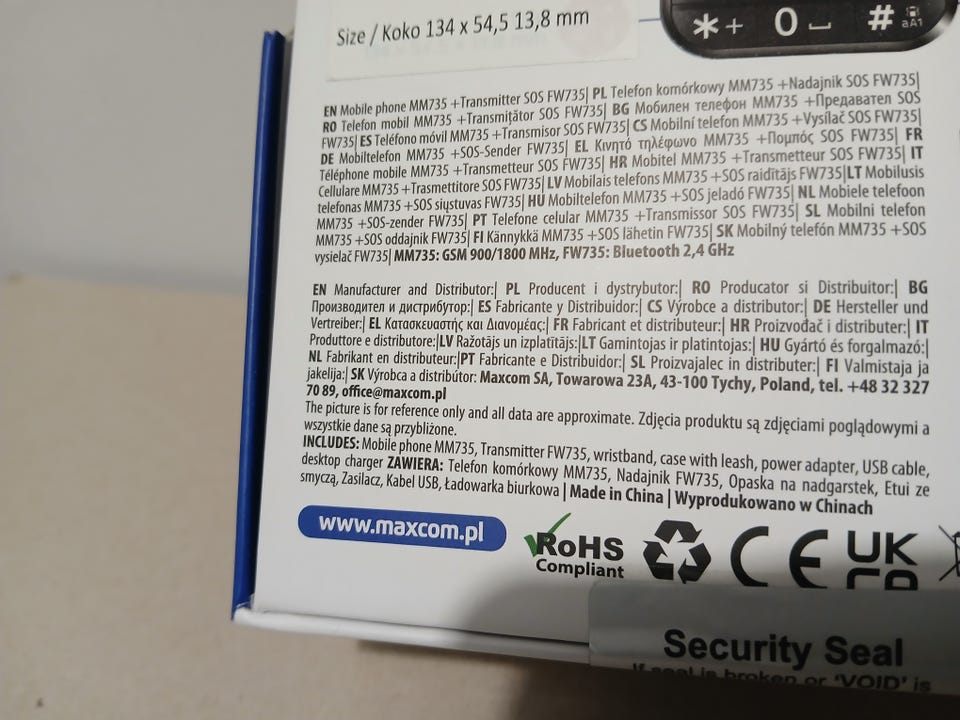 Size / Koko 134 x 54,5 13,8 mm
* + 0 # aA1
EN Mobile phone MM735 +Transmitter SOS FW735| PL Telefon komórkowy MM735 +Nadajnik SOS FW735|
RO Telefon mobil MM735 +Transmițător SOS FW735| BG Мобилен телефон MM735 +Предавател SOS
FW735| ES Teléfono móvil MM735 +Transmisor SOS FW735| CS Mobilní telefon MM735 +Vysílač SOS FW735|
DE Mobiltelefon MM735 +SOS-Sender FW735| EL Κινητό τηλέφωνο MM735 +Πομπός SOS FW735| FR
Téléphone mobile MM735 +Transmetteur SOS FW735| HR Mobitel MM735 +Transmetteur SOS FW735| IT
Cellulare MM735 +Trasmettitore SOS FW735| LV Mobilais telefons MM735 +SOS raidītājs FW735|LT Mobilusis
telefonas MM735 +SOS siųstuvas FW735| HU Mobiltelefon MM735 +SOS jeladó FW735| NL Mobiele telefoon
MM735 +SOS-zender FW735| PT Telefone celular MM735 +Transmissor SOS FW735| SL Mobilni telefon
MM735 +SOS oddajnik FW735| FI Kännykkä MM735 +SOS lähetin FW735| SK Mobilný telefón MM735 +SOS
vysielač FW735| MM735: GSM 900/1800 MHz, FW735: Bluetooth 2,4 GHz
EN Manufacturer and Distributor:| PL Producent i dystrybutor:| RO Producator si Distribuitor:| BG
Производител и дистрибутор:| ES Fabricante y Distribuidor:| CS Výrobce a distributor:| DE Hersteller und
Vertreiber:| EL Κατασκευαστής και Διανομέας:| FR Fabricant et distributeur:| HR Proizvođač i distributer:| IT
Produttore e distributore:|LV Ražotājs un izplatītājs:|LT Gamintojas ir platintojas:| HU Gyártó és forgalmazó:|
NL Fabrikant en distributeur:|PT Fabricante e Distribuidor:| SL Proizvajalec in distributer:| FI Valmistaja ja
jakelija:| SK Výrobca a distribútor: Maxcom SA, Towarowa 23A, 43-100 Tychy, Poland, tel. +48 32 327
70 89, office@maxcom.pl
The picture is for reference only and all data are approximate. Zdjęcia produktu są zdjęciami poglądowymi a
wszystkie dane są przybliżone.
INCLUDES: Mobile phone MM735, Transmitter FW735, wristband, case with leash, power adapter, USB cable,
desktop charger ZAWIERA: Telefon komórkowy MM735, Nadajnik FW735, Opaska na nadgarstek, Etui ze
smyczą, Zasilacz, Kabel USB, Ładowarka biurkowa | Made in China | Wyprodukowano w Chinach
www.maxcom.pl
RoHS
Compliant
CE
UK
CA
Security Seal
If seal is broken or 'VOID' is